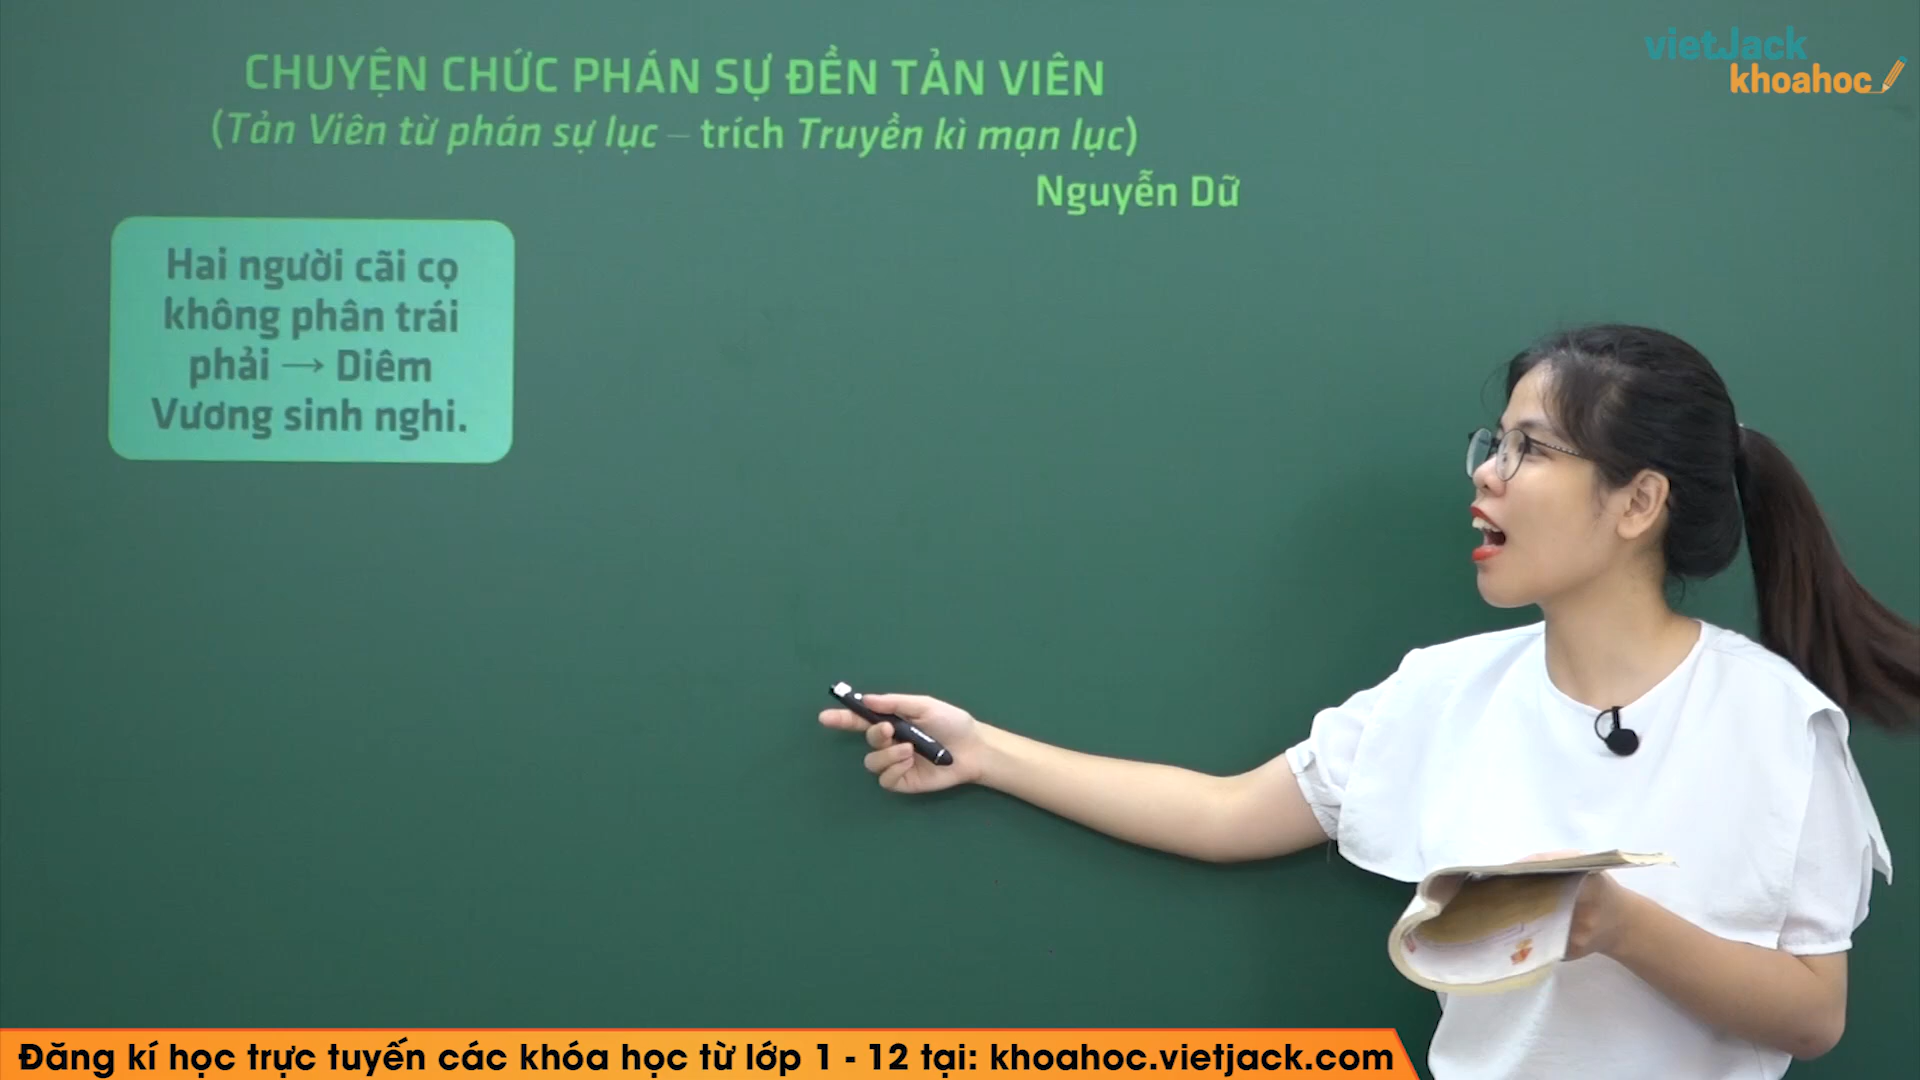 vietJack
khoahoc
CHUYỆN CHỨC PHÁN SỰ ĐỀN TẢN VIÊN
(Tản Viên từ phán sự lục – trích Truyền kì mạn lục)
Nguyễn Dữ
Hai người cãi cọ
không phân trái
phải → Diêm
Vương sinh nghi.
Đăng kí học trực tuyến các khóa học từ lớp 1 - 12 tại: khoahoc.vietjack.com